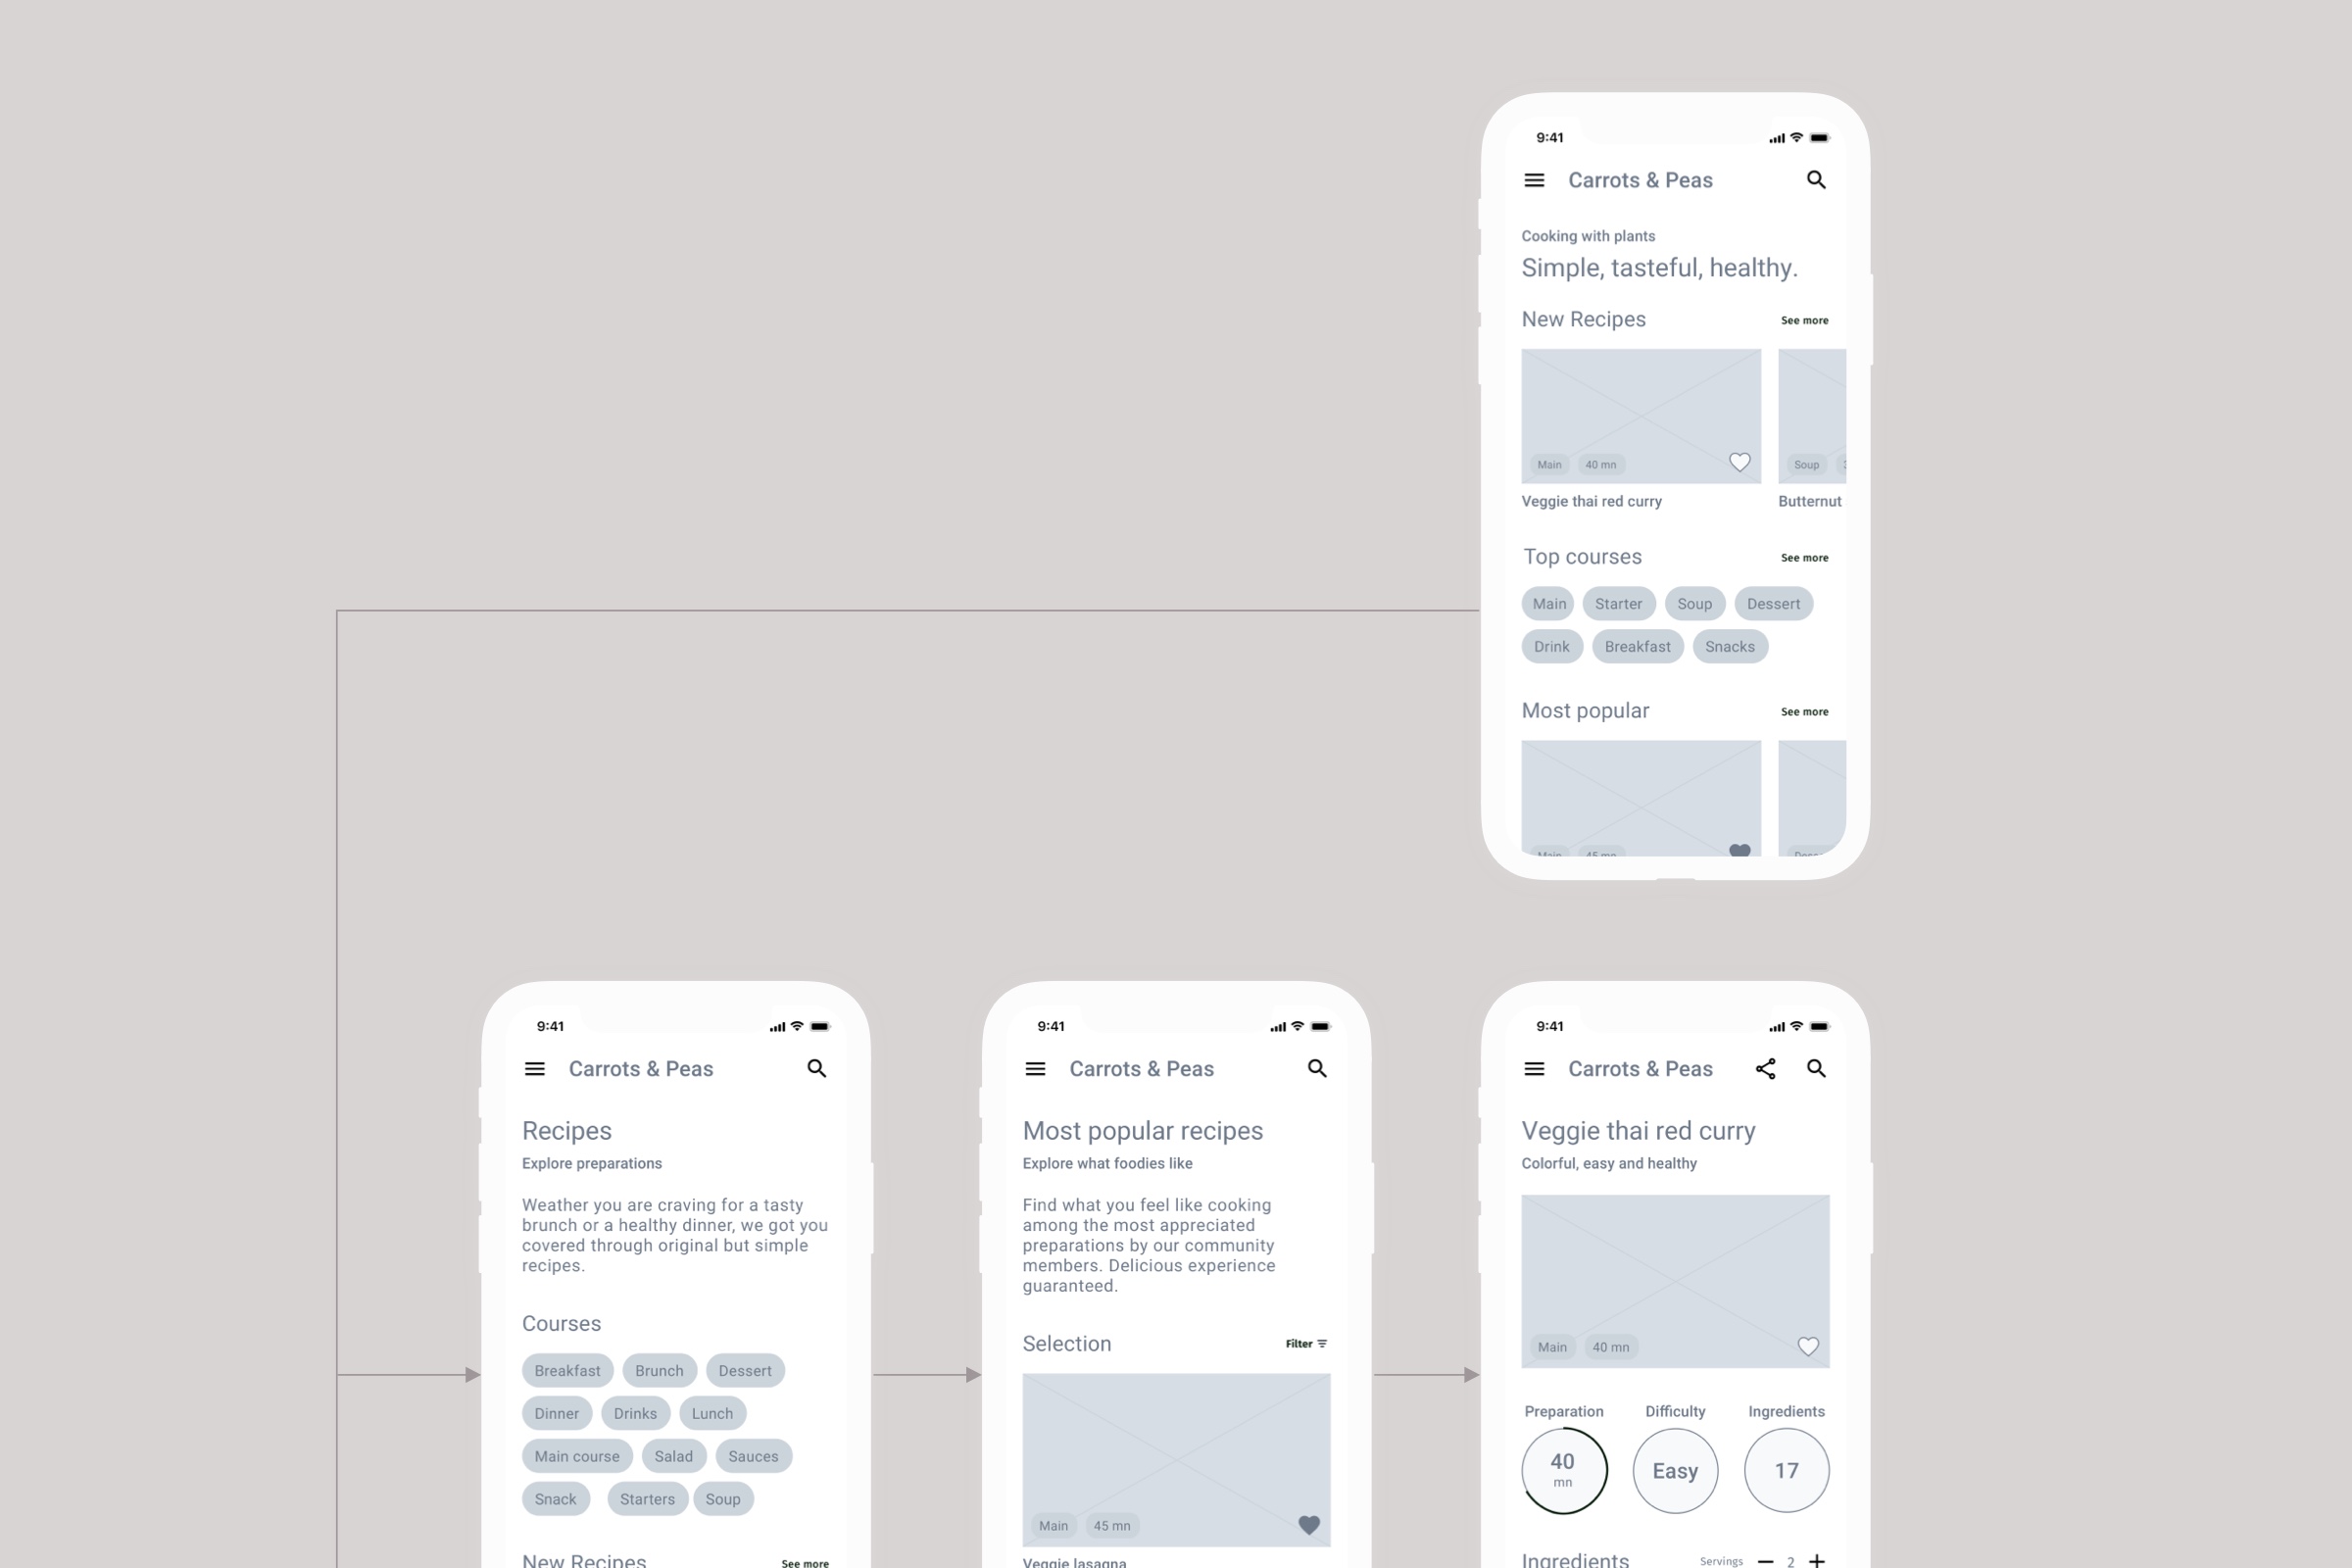 9:41
Carrots & Peas
Cooking with plants
Simple, tasteful, healthy.
New Recipes See more
Main 40 mn Soup
Veggie thai red curry Butternut
Top courses See more
Main Starter Soup Dessert
Drink Breakfast Snacks
Most popular See more
Main 45 mn
9:41
Carrots & Peas
Recipes
Explore preparations
Weather you are craving for a tasty
brunch or a healthy dinner, we got you
covered through original but simple
recipes.
Courses
Breakfast Brunch Dessert
Dinner Drinks Lunch
Main course Salad Sauces
Snack Starters Soup
New Recipes See more
9:41
Carrots & Peas
Most popular recipes
Explore what foodies like
Find what you feel like cooking
among the most appreciated
preparations by our community
members. Delicious experience
guaranteed.
Selection Filter
Main 45 mn
Veggie lasagna
9:41
Carrots & Peas
Veggie thai red curry
Colorful, easy and healthy
Main 40 mn
Preparation Difficulty Ingredients
40 mn Easy 17
Ingredients Servings 2